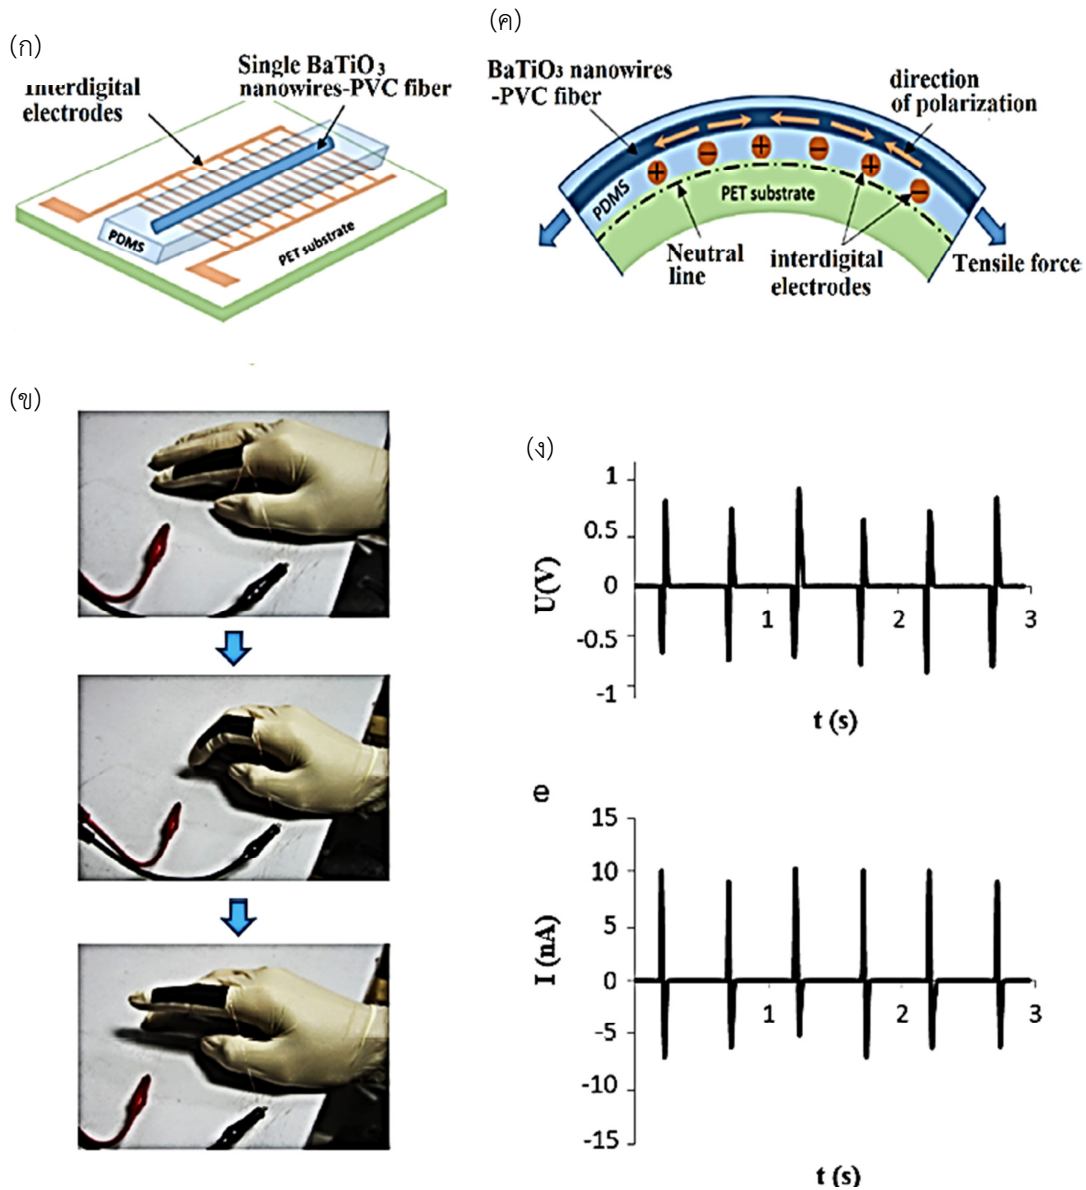 (ก)
Interdigital
electrodes
Single BaTiO3
nanowires-PVC fiber
PDMS
PET substrate
(ค)
BaTiO3 nanowires
-PVC fiber
direction
of polarization
+
−
+
−
+
−
PDMS
PET substrate
Neutral
line
interdigital
electrodes
Tensile force
(ข)
(ง)
U(V)
1
0.5
0
-0.5
-1
1
2
3
t (s)
e
I (nA)
15
10
5
0
-5
-10
-15
1
2
3
t (s)